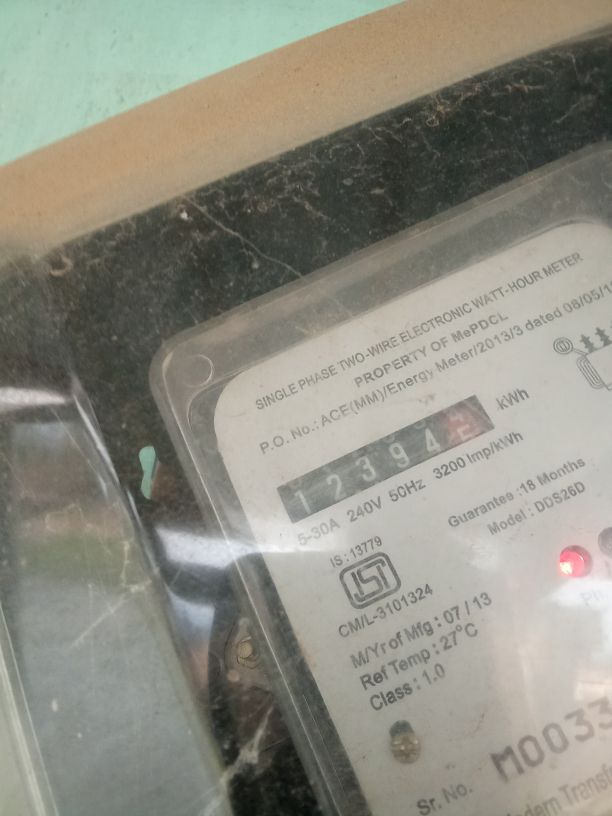 SINGLE PHASE TWO-WIRE ELECTRONIC WATT-HOUR METER
PROPERTY OF MePDCL
P.O. No.: ACE(MM)/Energy Meter/2013/3 dated 08/05/1
1 2 3 9 4 kWh
5-30A 240V 50Hz 3200 Imp/kWh
Guarantee :18 Months
Model : DDS26D
IS : 13779
ISI
CM/L-3101324
M/Yr of Mfg : 07 / 13
Ref Temp : 27°C
Class : 1.0
Sr. No. M0033